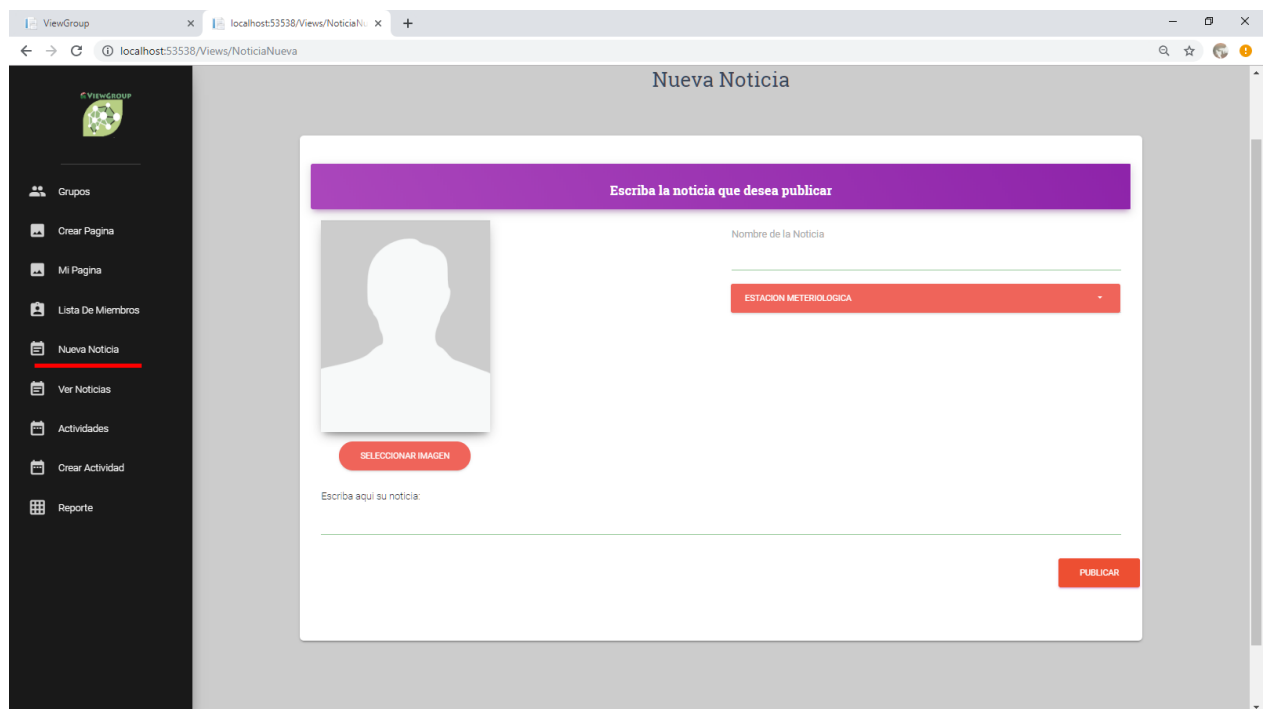 ViewGroup
localhost:53538/Views/NoticiaNu
localhost:53538/Views/NoticiaNueva
VIEWGROUP
Grupos
Crear Pagina
Mi Pagina
Lista De Miembros
Nueva Noticia
Ver Noticias
Actividades
Crear Actividad
Reporte
Nueva Noticia
Escriba la noticia que desea publicar
Nombre de la Noticia
ESTACION METERIOLOGICA
SELECCIONAR IMAGEN
Escriba aqui su noticia:
PUBLICAR